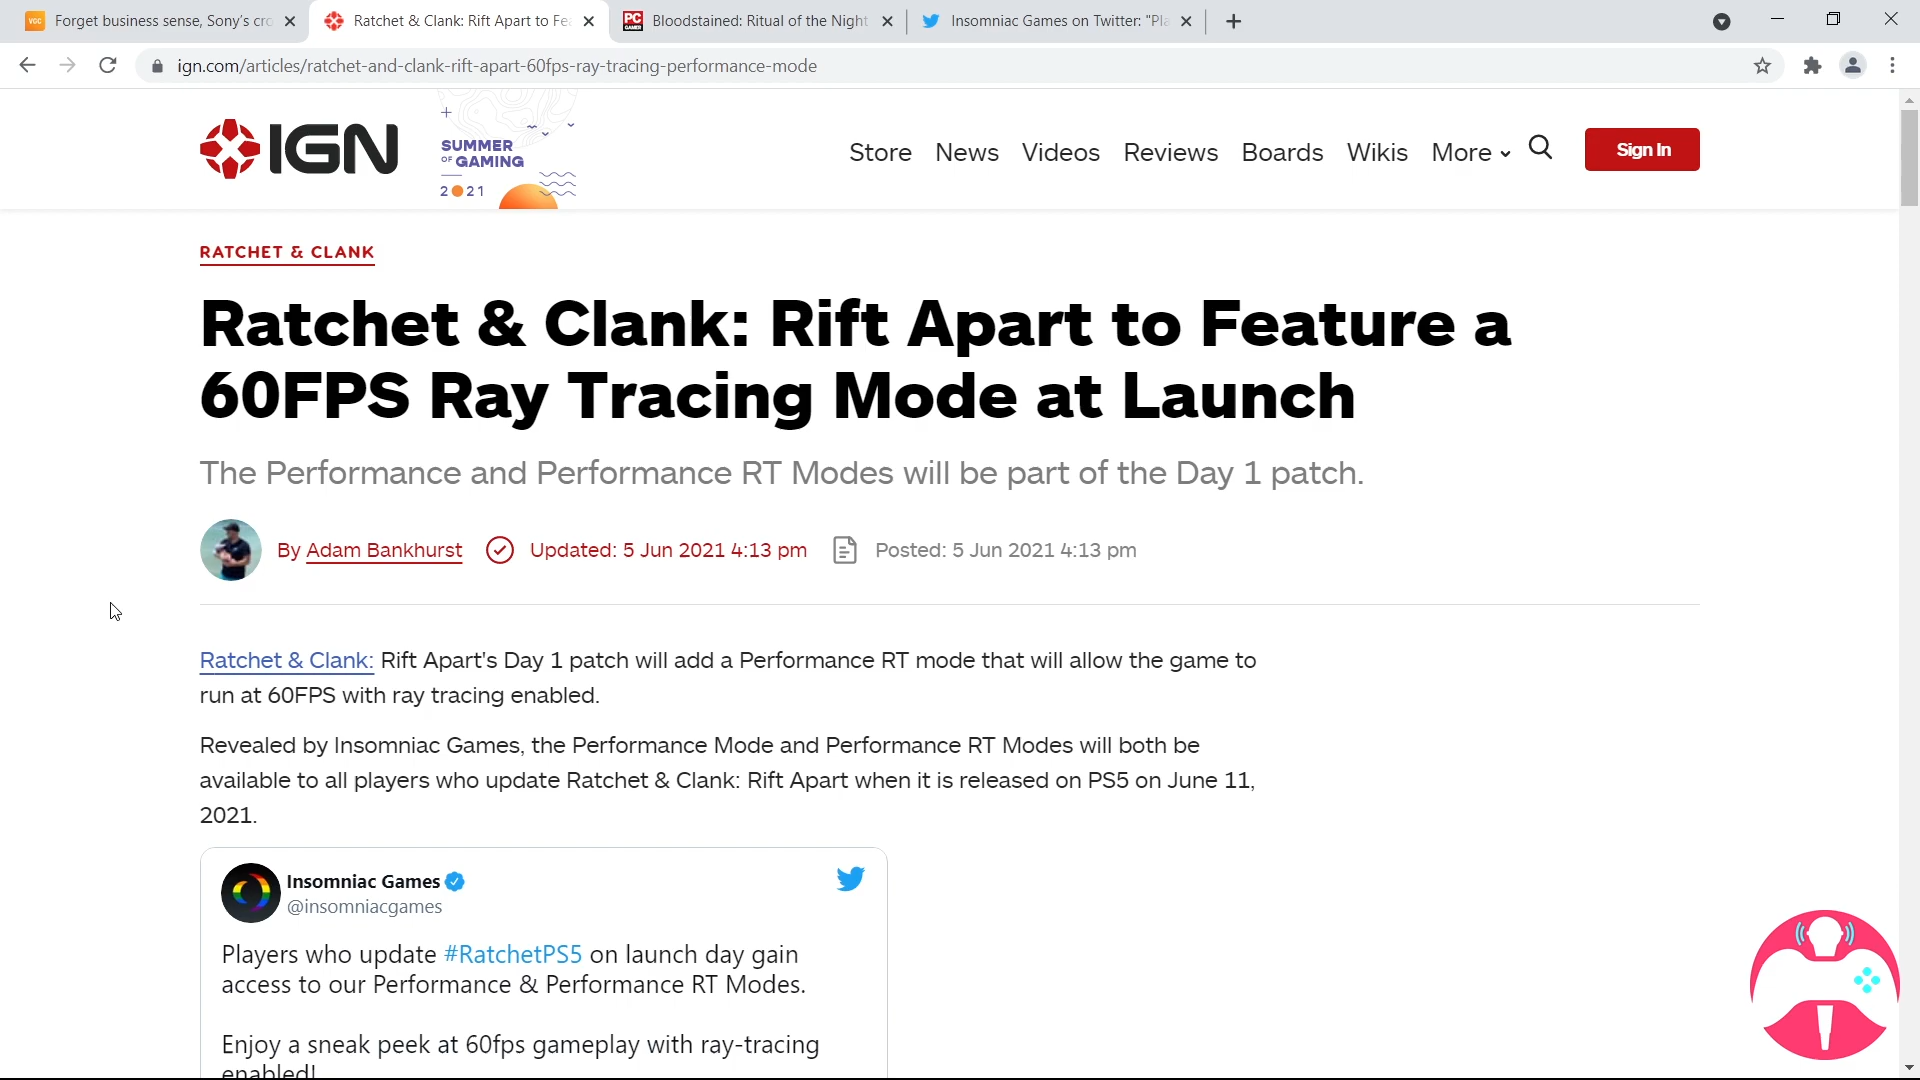 VGC Forget business sense, Sony's cro
Ratchet & Clank: Rift Apart to Fe
PC GAMER Bloodstained: Ritual of the Night
Insomniac Games on Twitter: "Pla
ign.com/articles/ratchet-and-clank-rift-apart-60fps-ray-tracing-performance-mode
IGN
SUMMER
OF GAMING
2021
Store News Videos Reviews Boards Wikis More
Sign In
RATCHET & CLANK
Ratchet & Clank: Rift Apart to Feature a
60FPS Ray Tracing Mode at Launch
The Performance and Performance RT Modes will be part of the Day 1 patch.
By Adam Bankhurst Updated: 5 Jun 2021 4:13 pm Posted: 5 Jun 2021 4:13 pm
Ratchet & Clank: Rift Apart's Day 1 patch will add a Performance RT mode that will allow the game to
run at 60FPS with ray tracing enabled.
Revealed by Insomniac Games, the Performance Mode and Performance RT Modes will both be
available to all players who update Ratchet & Clank: Rift Apart when it is released on PS5 on June 11,
2021.
Insomniac Games
@insomniacgames
Players who update #RatchetPS5 on launch day gain
access to our Performance & Performance RT Modes.
Enjoy a sneak peek at 60fps gameplay with ray-tracing
enabled!